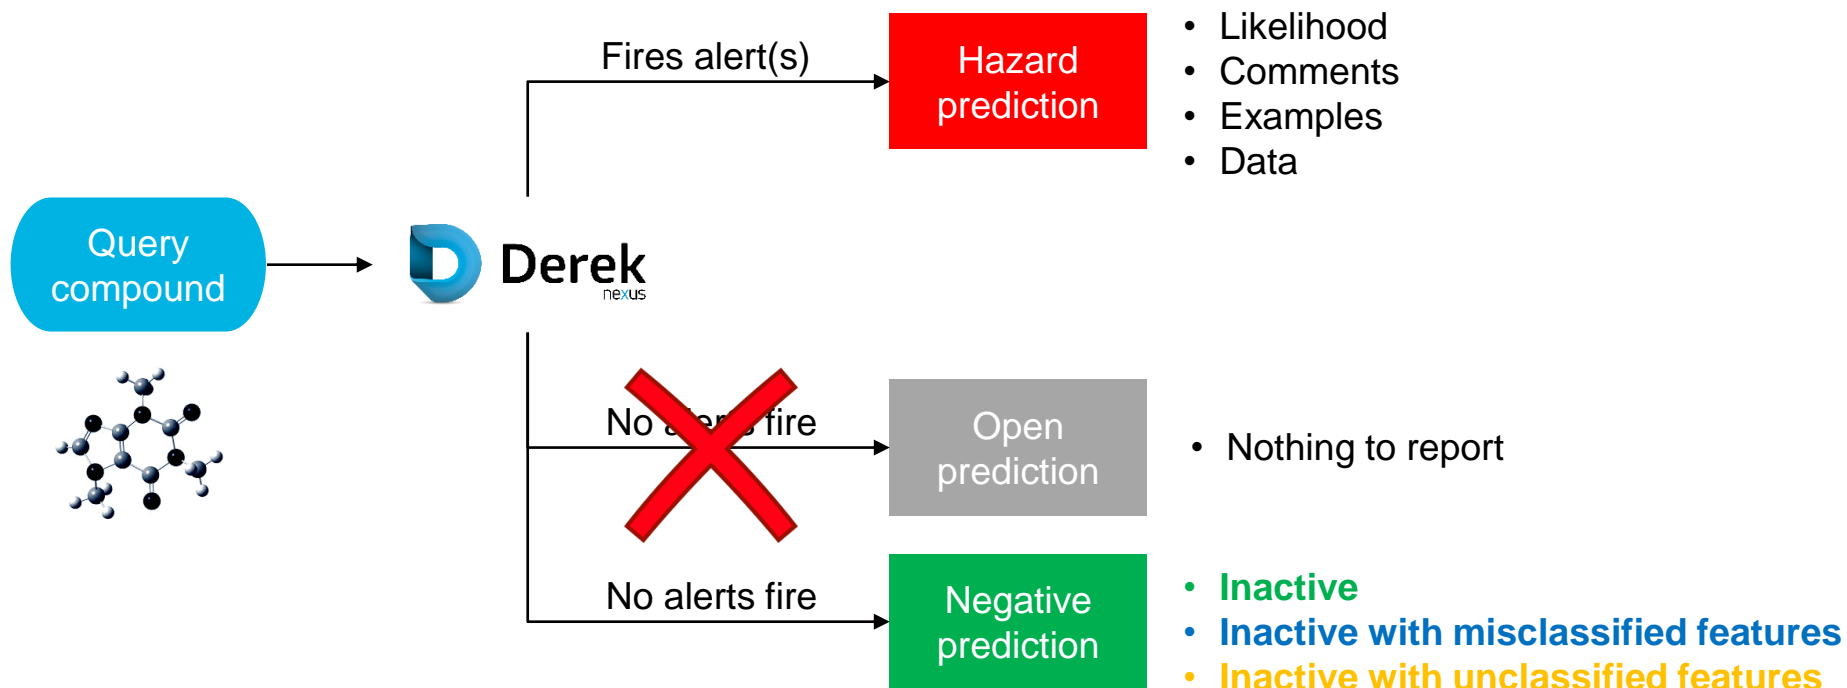 Fires alert(s)
Hazard
prediction
• Likelihood
• Comments
• Examples
• Data
Query
compound
Derek
nexus
No alerts fire
Open
prediction
• Nothing to report
No alerts fire
Negative
prediction
• Inactive
• Inactive with misclassified features
• Inactive with unclassified features